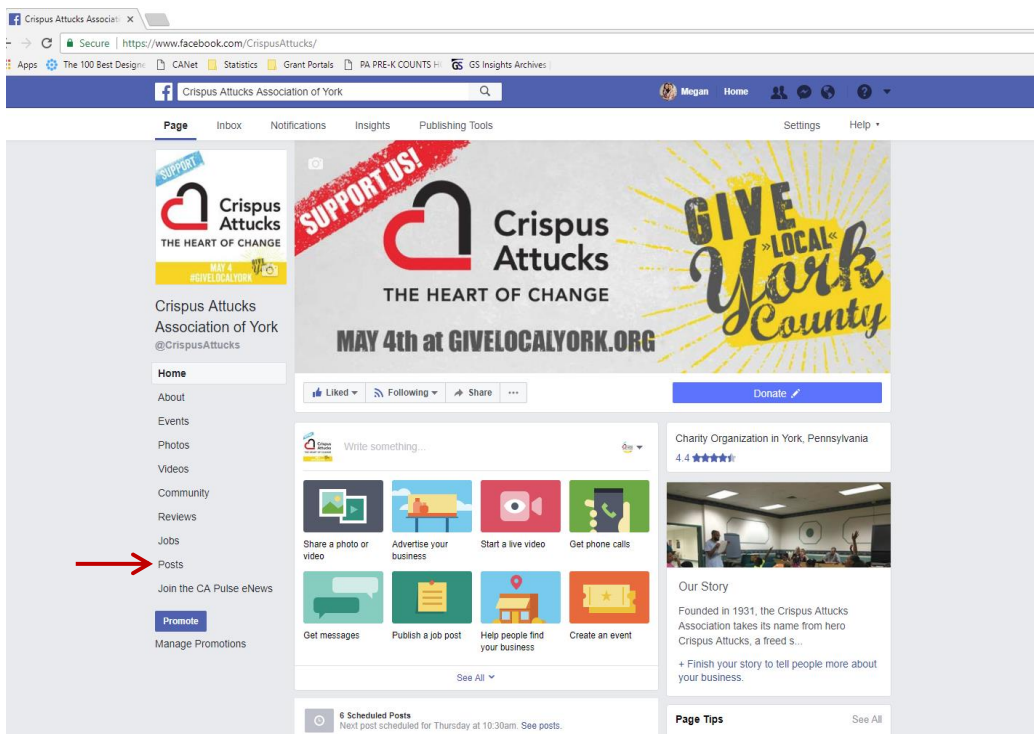 Crispus Attucks Associati
Secure | https://www.facebook.com/CrispusAttucks/
Apps The 100 Best Designe CANet Statistics Grant Portals PA PRE-K COUNTS H GS Insights Archives
Crispus Attucks Association of York Megan Home
Page Inbox Notifications Insights Publishing Tools Settings Help
SUPPORT
Crispus
Attucks
THE HEART OF CHANGE
MAY 4
#GIVELOCALYORK
SUPPORT US!
Crispus
Attucks
THE HEART OF CHANGE
MAY 4th at GIVELOCALYORK.ORG
GIVE
»LOCAL«
York
County
Crispus Attucks
Association of York
@CrispusAttucks
Home
About
Events
Photos
Videos
Community
Reviews
Jobs
Posts
Join the CA Pulse eNews
Promote
Manage Promotions
Liked Following Share ...
Donate
Write something...
Share a photo or
video
Advertise your
business
Start a live video
Get phone calls
Get messages
Publish a job post
Help people find
your business
Create an event
See All
6 Scheduled Posts
Next post scheduled for Thursday at 10:30am. See posts.
Charity Organization in York, Pennsylvania
4.4
Our Story
Founded in 1931, the Crispus Attucks
Association takes its name from hero
Crispus Attucks, a freed s...
+ Finish your story to tell people more about
your business.
Page Tips See All